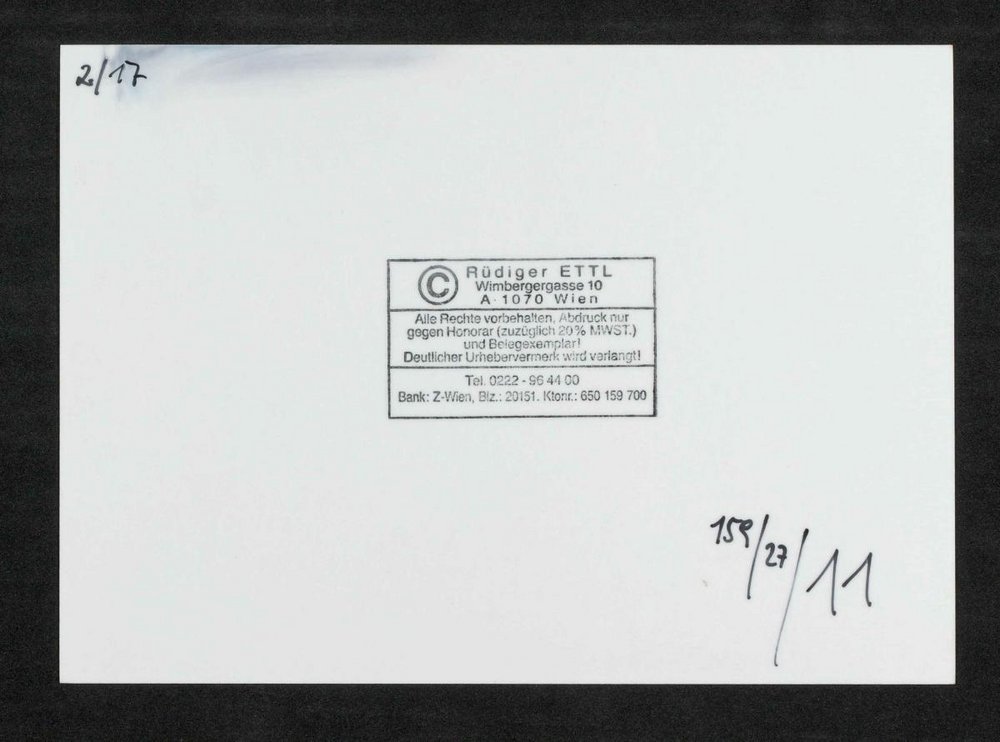 2/17
© Rüdiger ETTL
Wimbergergasse 10
A-1070 Wien
Alle Rechte vorbehalten, Abdruck nur
gegen Honorar (zuzüglich 20% MWST.)
und Belegexemplar!
Deutlicher Urhebervermerk wird verlangt!
Tel. 0222 - 96 44 00
Bank: Z-Wien, Blz.: 20151. Ktonr.: 650 159 700
159/27/11